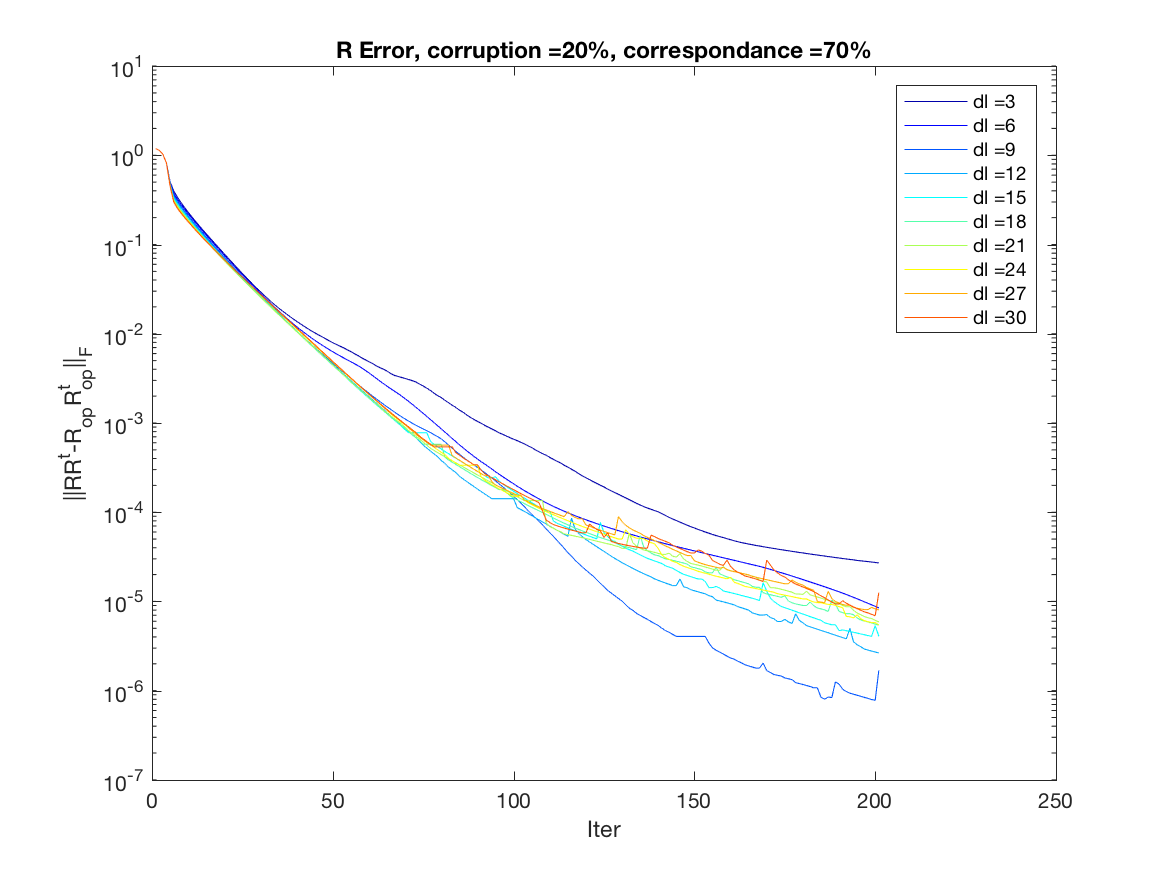 R Error, corruption =20%, correspondance =70%
10^1
10^0
10^-1
10^-2
10^-3
10^-4
10^-5
10^-6
10^-7
||RR^t-R_op R^t_op||_F
0 50 100 150 200 250
Iter
dl =3
dl =6
dl =9
dl =12
dl =15
dl =18
dl =21
dl =24
dl =27
dl =30